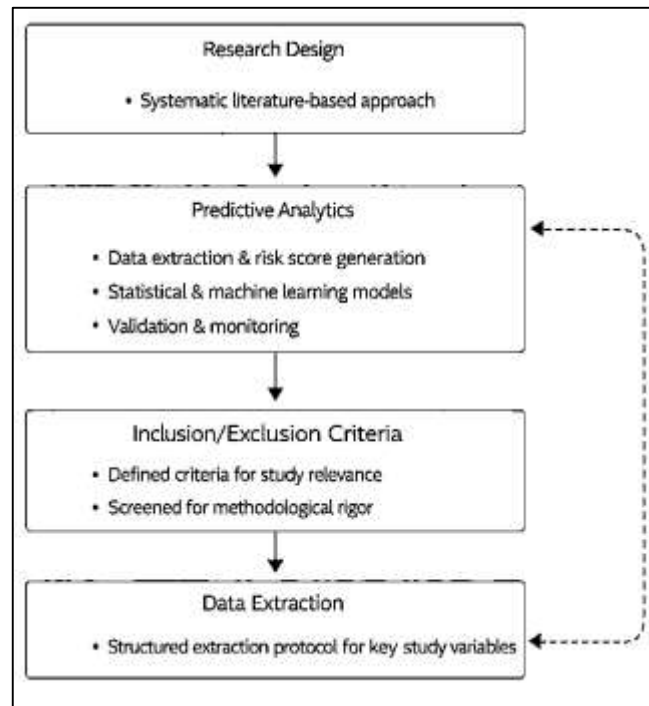 Research Design
• Systematic literature-based approach
Predictive Analytics
• Data extraction & risk score generation
• Statistical & machine learning models
• Validation & monitoring
Inclusion/Exclusion Criteria
• Defined criteria for study relevance
• Screened for methodological rigor
Data Extraction
• Structured extraction protocol for key study variables